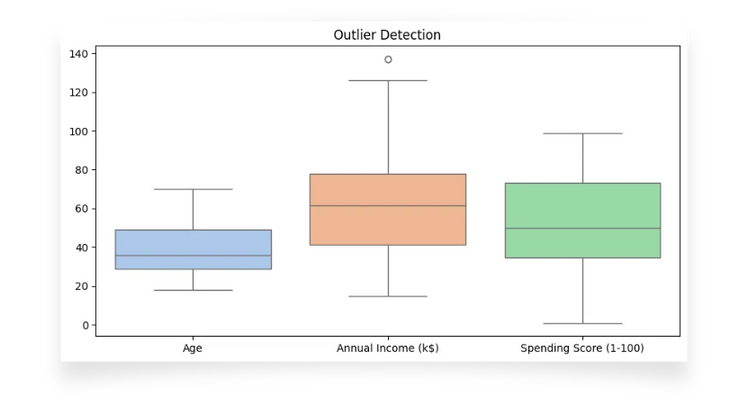 Outlier Detection
140
120
100
80
60
40
20
0
Age
Annual Income (k$)
Spending Score (1-100)